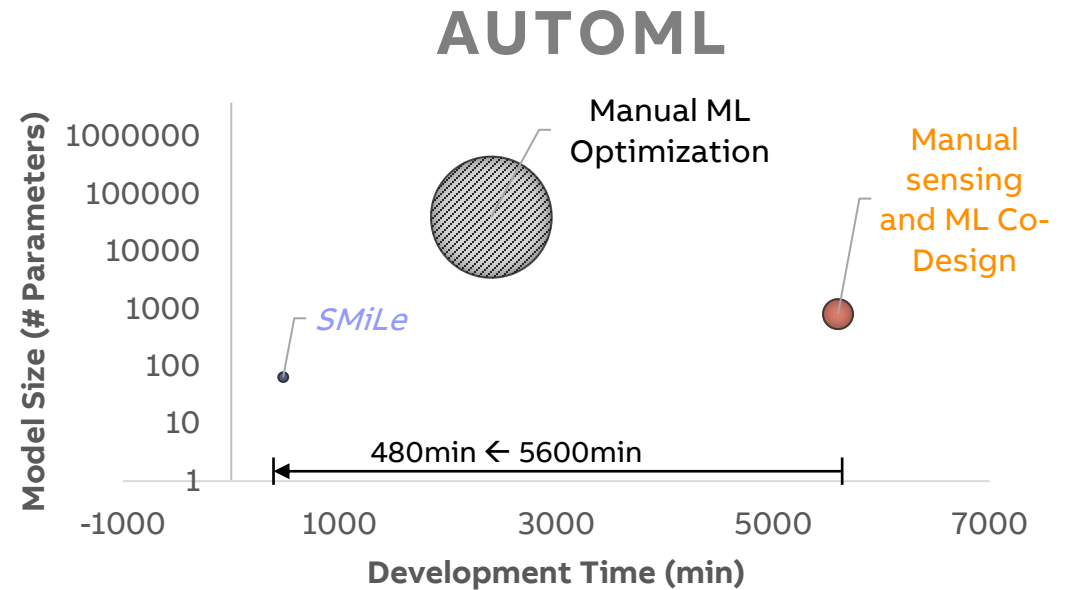 AUTOML
Manual ML
Optimization
Manual
sensing
and ML Co-
Design
SMiLe
Model Size (# Parameters)
1000000
100000
10000
1000
100
10
1
480min ← 5600min
-1000
1000
3000
5000
7000
Development Time (min)